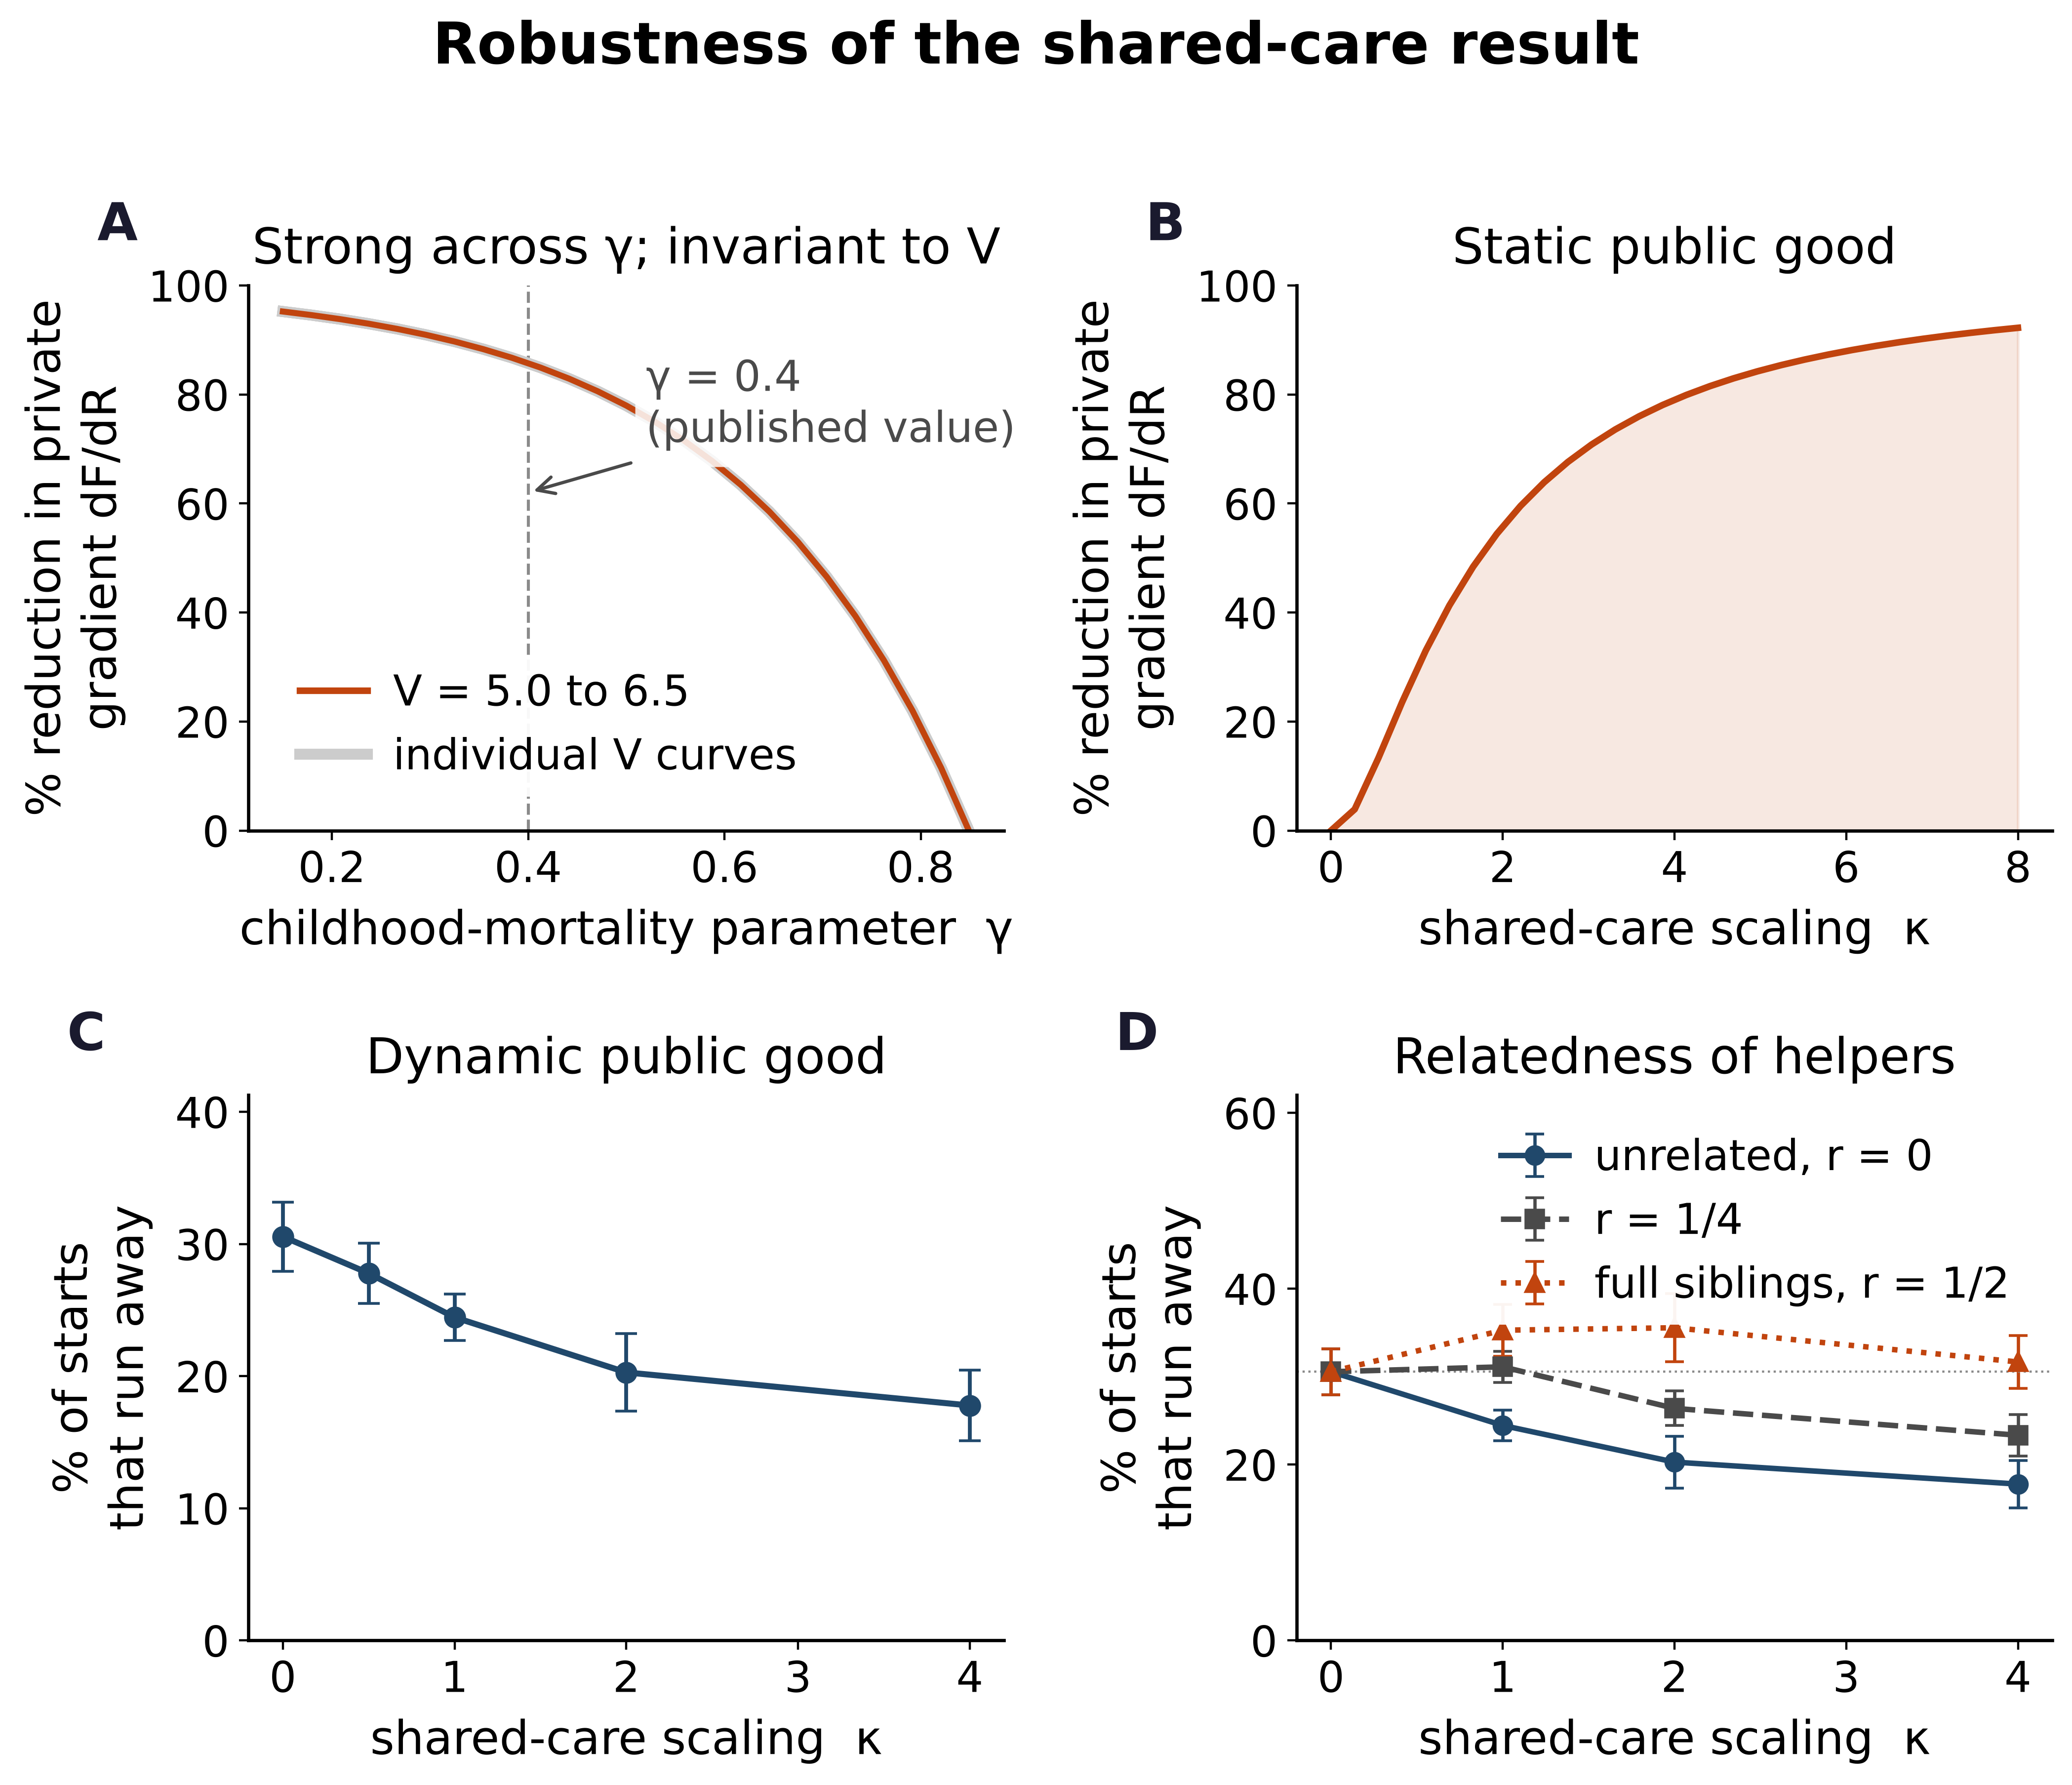 Robustness of the shared-care result
A
Strong across γ; invariant to V
% reduction in private
gradient dF/dR
100
80
60
40
20
0
γ = 0.4
(published value)
V = 5.0 to 6.5
individual V curves
0.2 0.4 0.6 0.8
childhood-mortality parameter γ
B
Static public good
% reduction in private
gradient dF/dR
100
80
60
40
20
0
0 2 4 6 8
shared-care scaling κ
C
Dynamic public good
% of starts
that run away
40
30
20
10
0
0 1 2 3 4
shared-care scaling κ
D
Relatedness of helpers
% of starts
that run away
60
40
20
0
unrelated, r = 0
r = 1/4
full siblings, r = 1/2
0 1 2 3 4
shared-care scaling κ